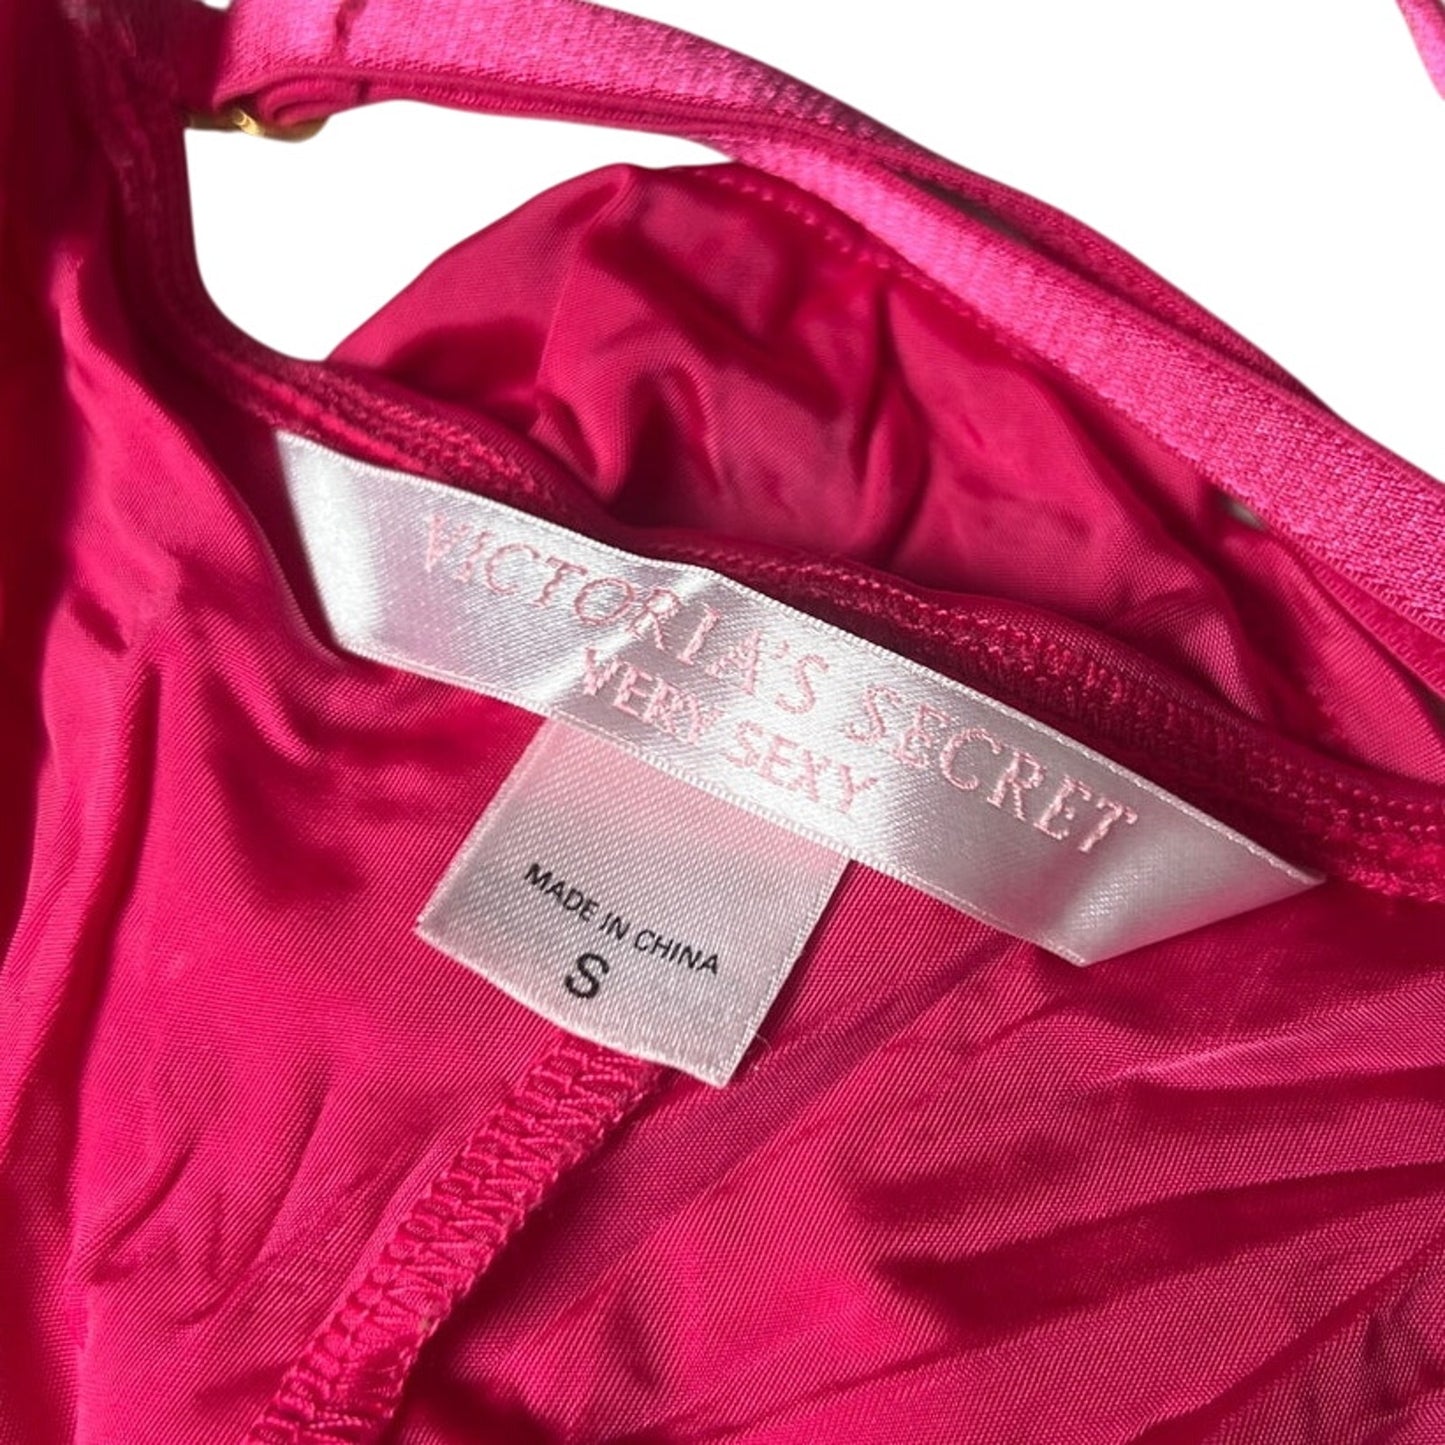 VICTORIA'S SECRET
VERY SEXY
MADE IN CHINA
S